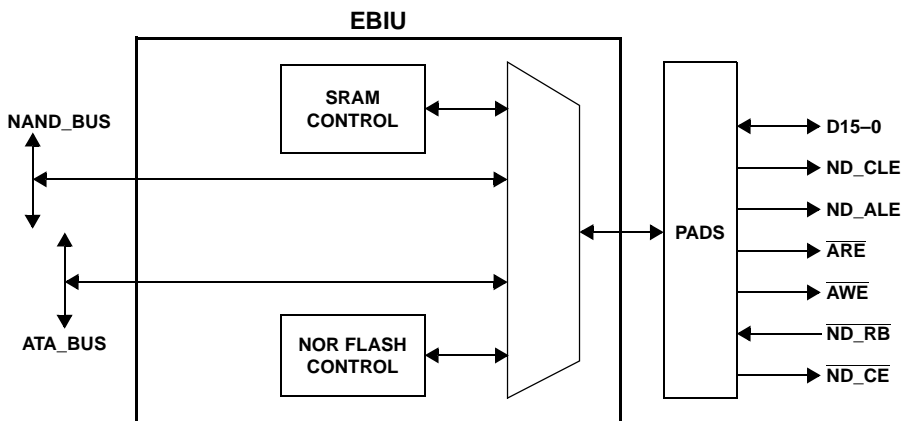 EBIU
SRAM
CONTROL
NAND_BUS
D15–0
ND_CLE
ND_ALE
PADS
ARE
AWE
ATA_BUS
NOR FLASH
CONTROL
ND_RB
ND_CE